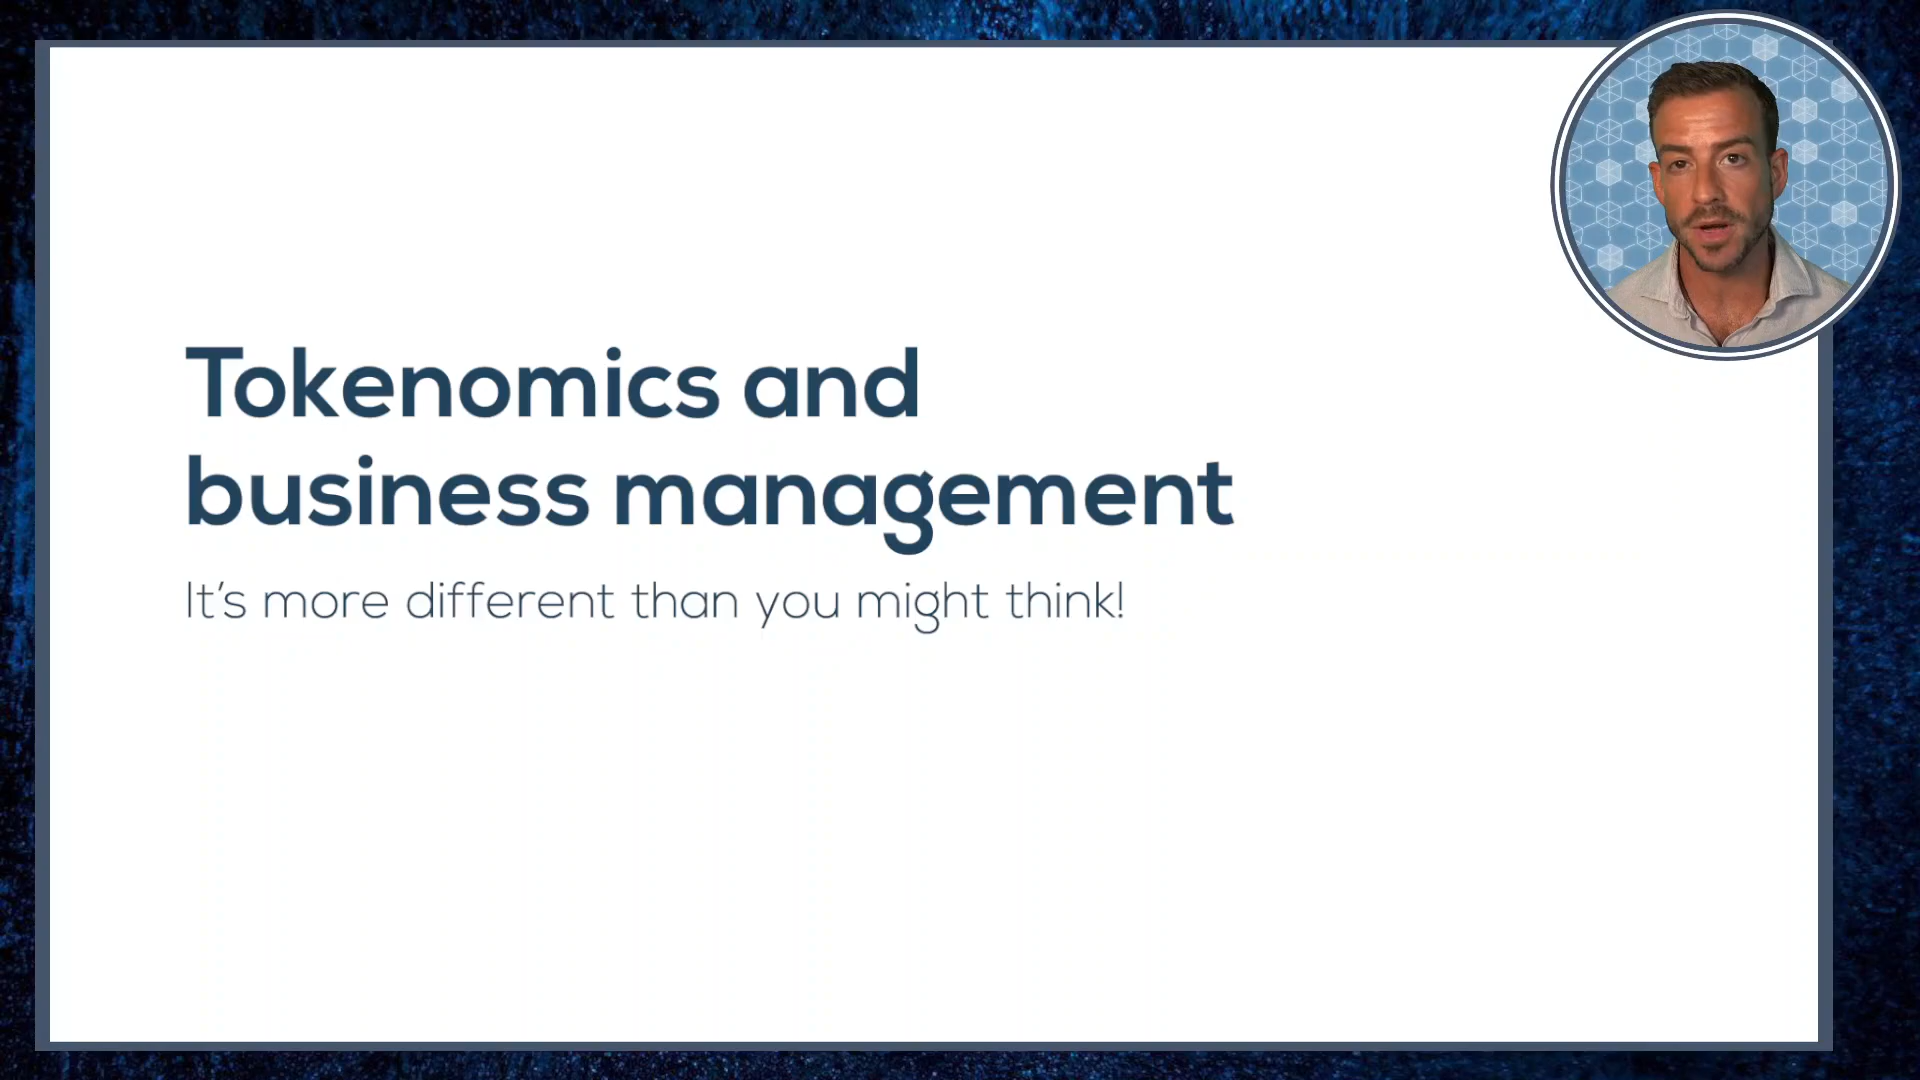 Tokenomics and
business management
It's more different than you might think!